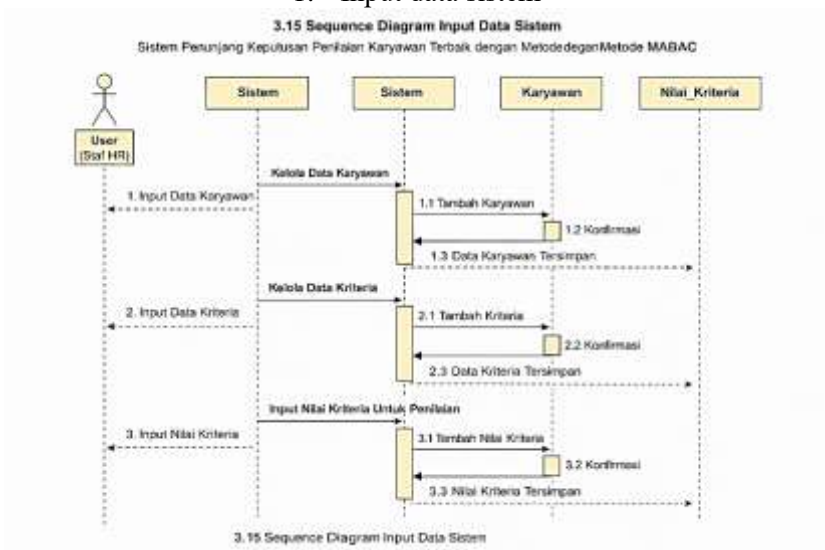 1. Input data sistem
3.15 Sequence Diagram Input Data Sistem
Sistem Penunjang Keputusan Penilaian Karyawan Terbaik dengan MetodedeganMetode MABAC
Sistem
Sistem
Karyawan
Nilai_Kriteria
User
(Staf HR)
Kelola Data Karyawan
1. Input Data Karyawan
1.1 Tambah Karyawan
1.2 Konfirmasi
1.3 Data Karyawan Tersimpan
Kelola Data Kriteria
2. Input Data Kriteria
2.1 Tambah Kriteria
2.2 Konfirmasi
2.3 Data Kriteria Tersimpan
Input Nilai Kriteria Untuk Penilaian
3. Input Nilai Kriteria
3.1 Tambah Nilai Kriteria
3.2 Konfirmasi
3.3 Nilai Kriteria Tersimpan
3.15 Sequence Diagram Input Data Sistem